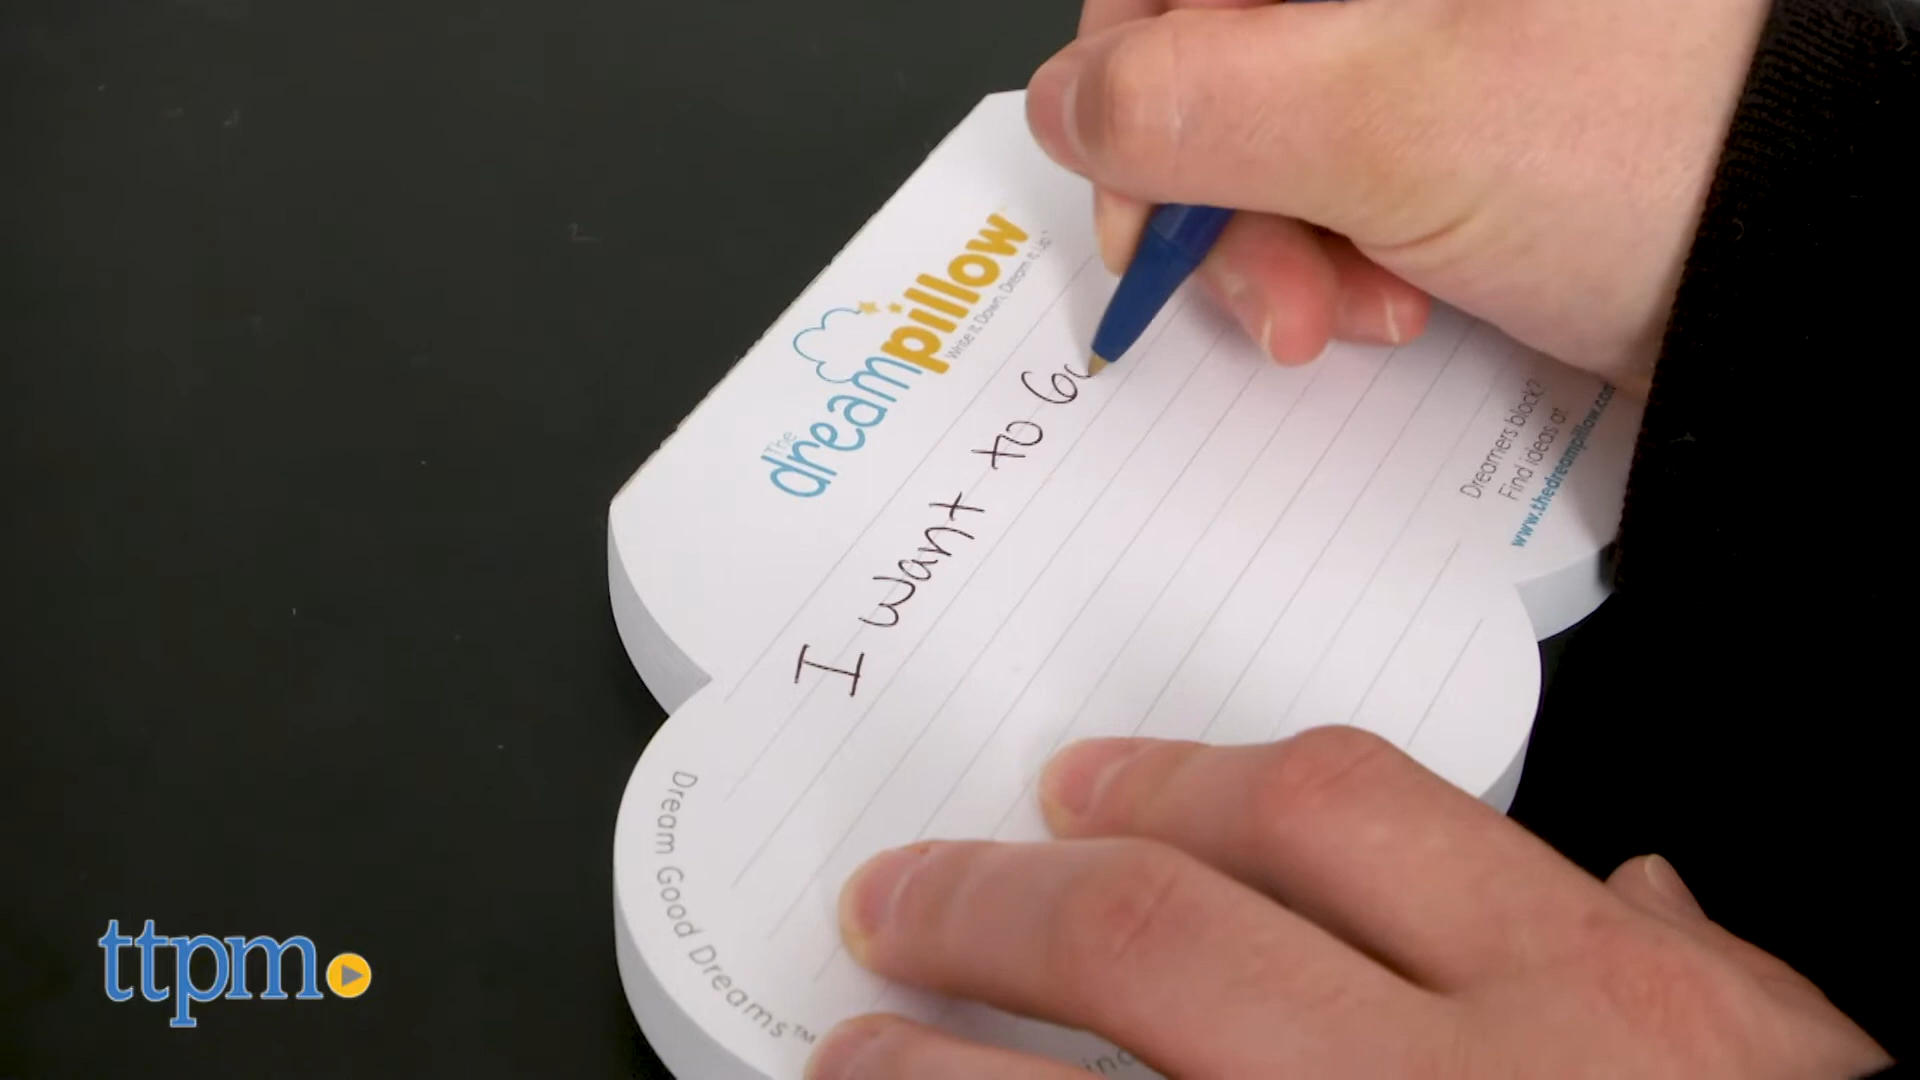 The
dreampillow
Write it Down, Dream it Up.™
I want to
Dreamers block?
Find ideas at
www.thedreampillow.com
Dream Good Dreams™
ttpm